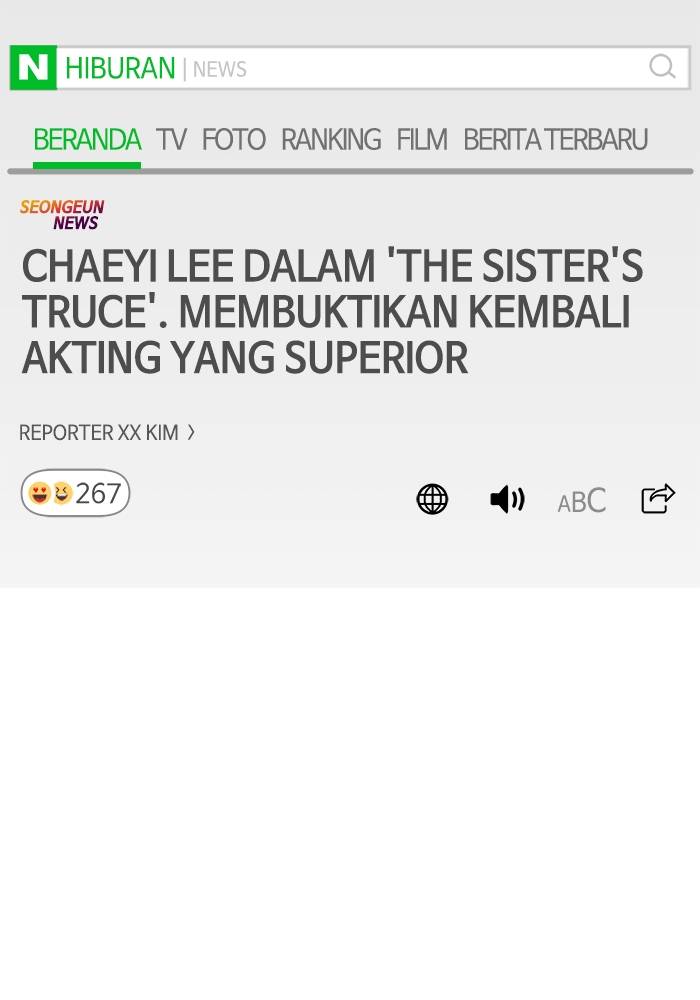 N HIBURAN | NEWS
BERANDA TV FOTO RANKING FILM BERITA TERBARU
SEONGEUN
NEWS
CHAEYI LEE DALAM 'THE SISTER'S
TRUCE'. MEMBUKTIKAN KEMBALI
AKTING YANG SUPERIOR
REPORTER XX KIM 〉
267 ABC